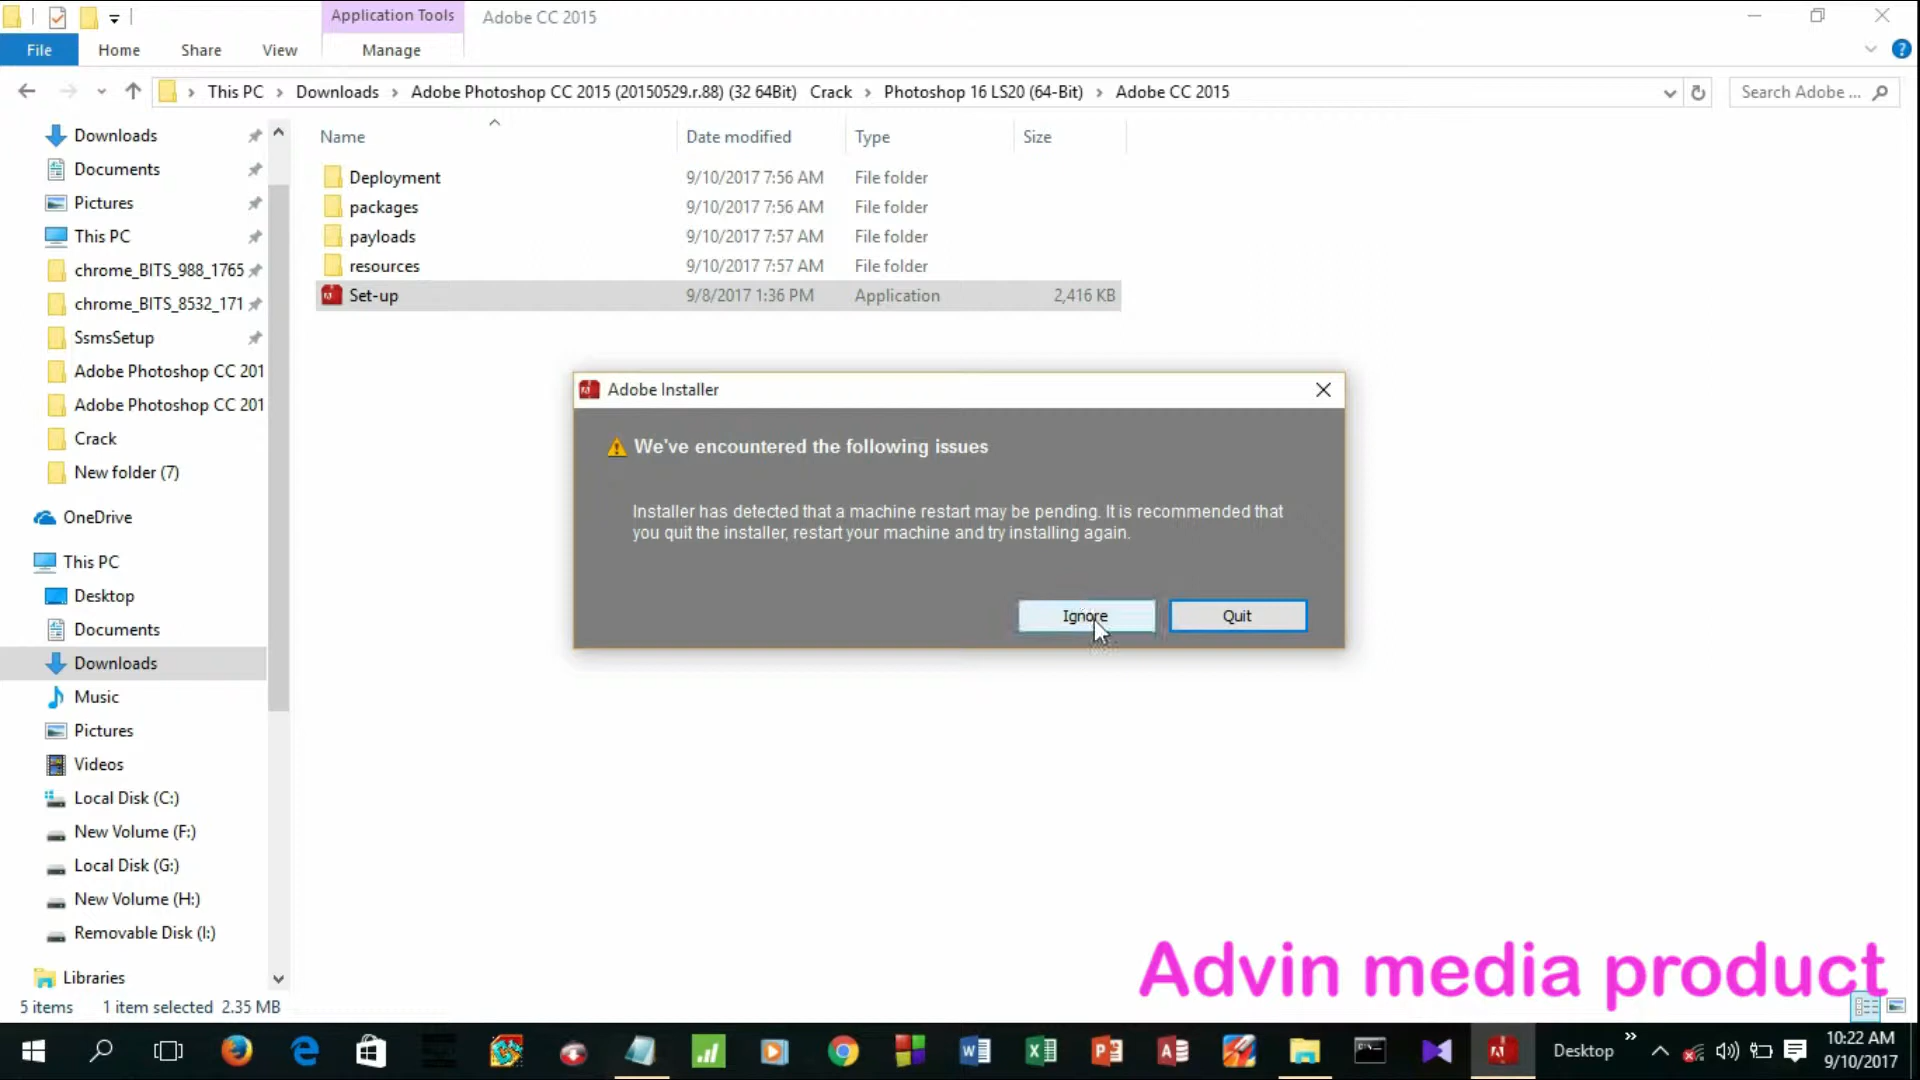 Application Tools
Adobe CC 2015
File
Home
Share
View
Manage
This PC
Downloads
Adobe Photoshop CC 2015 (20150529.r.88) (32 64Bit) Crack
Photoshop 16 LS20 (64-Bit)
Adobe CC 2015
Search Adobe ...
Downloads
Documents
Pictures
This PC
chrome_BITS_988_1765
chrome_BITS_8532_171
SsmsSetup
Adobe Photoshop CC 201
Adobe Photoshop CC 201
Crack
New folder (7)
OneDrive
This PC
Desktop
Documents
Downloads
Music
Pictures
Videos
Local Disk (C:)
New Volume (F:)
Local Disk (G:)
New Volume (H:)
Removable Disk (I:)
Libraries
Name
Date modified
Type
Size
Deployment
9/10/2017 7:56 AM
File folder
packages
9/10/2017 7:56 AM
File folder
payloads
9/10/2017 7:57 AM
File folder
resources
9/10/2017 7:57 AM
File folder
Set-up
9/8/2017 1:36 PM
Application
2,416 KB
Adobe Installer
We've encountered the following issues
Installer has detected that a machine restart may be pending. It is recommended that
you quit the installer, restart your machine and try installing again.
Ignore
Quit
Advin media product
5 items
1 item selected 2.35 MB
Desktop
10:22 AM
9/10/2017